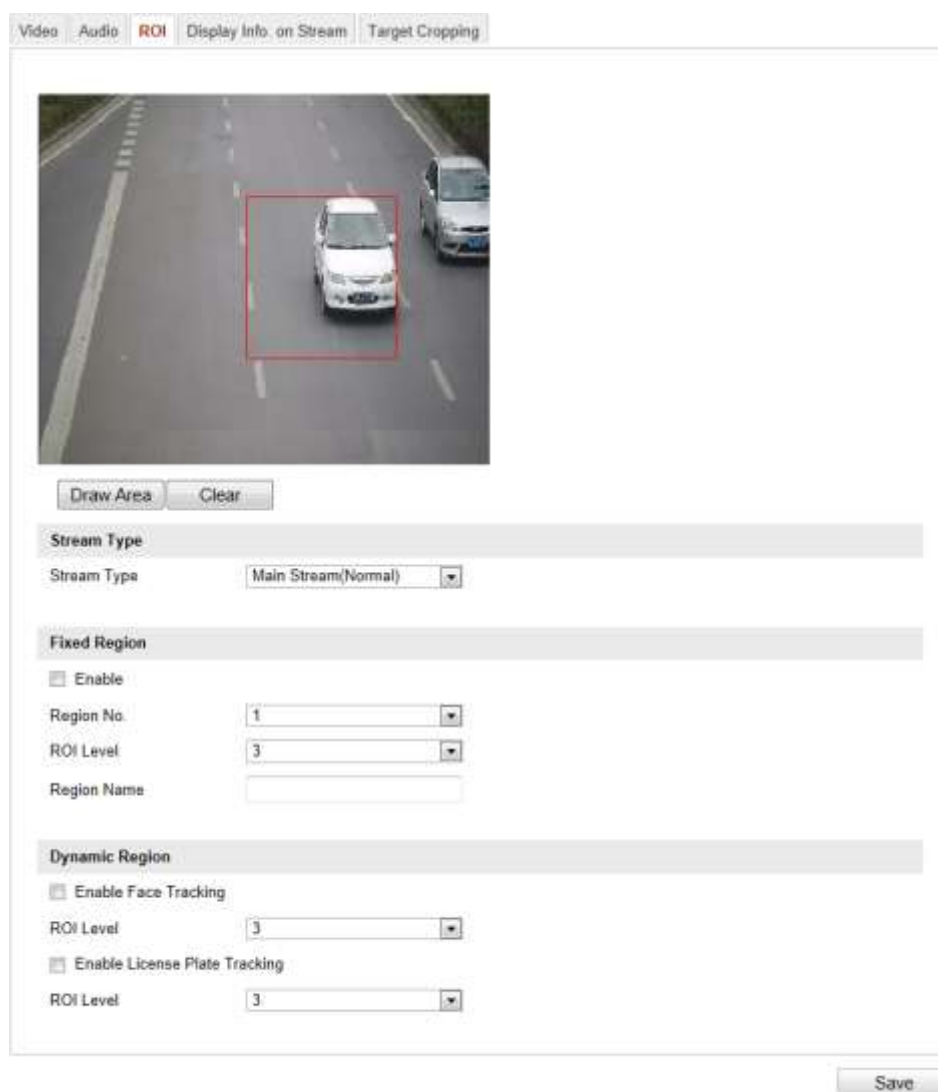 Video Audio ROI Display Info. on Stream Target Cropping
Draw Area Clear
Stream Type
Stream Type Main Stream(Normal)
Fixed Region
Enable
Region No. 1
ROI Level 3
Region Name
Dynamic Region
Enable Face Tracking
ROI Level 3
Enable License Plate Tracking
ROI Level 3
Save